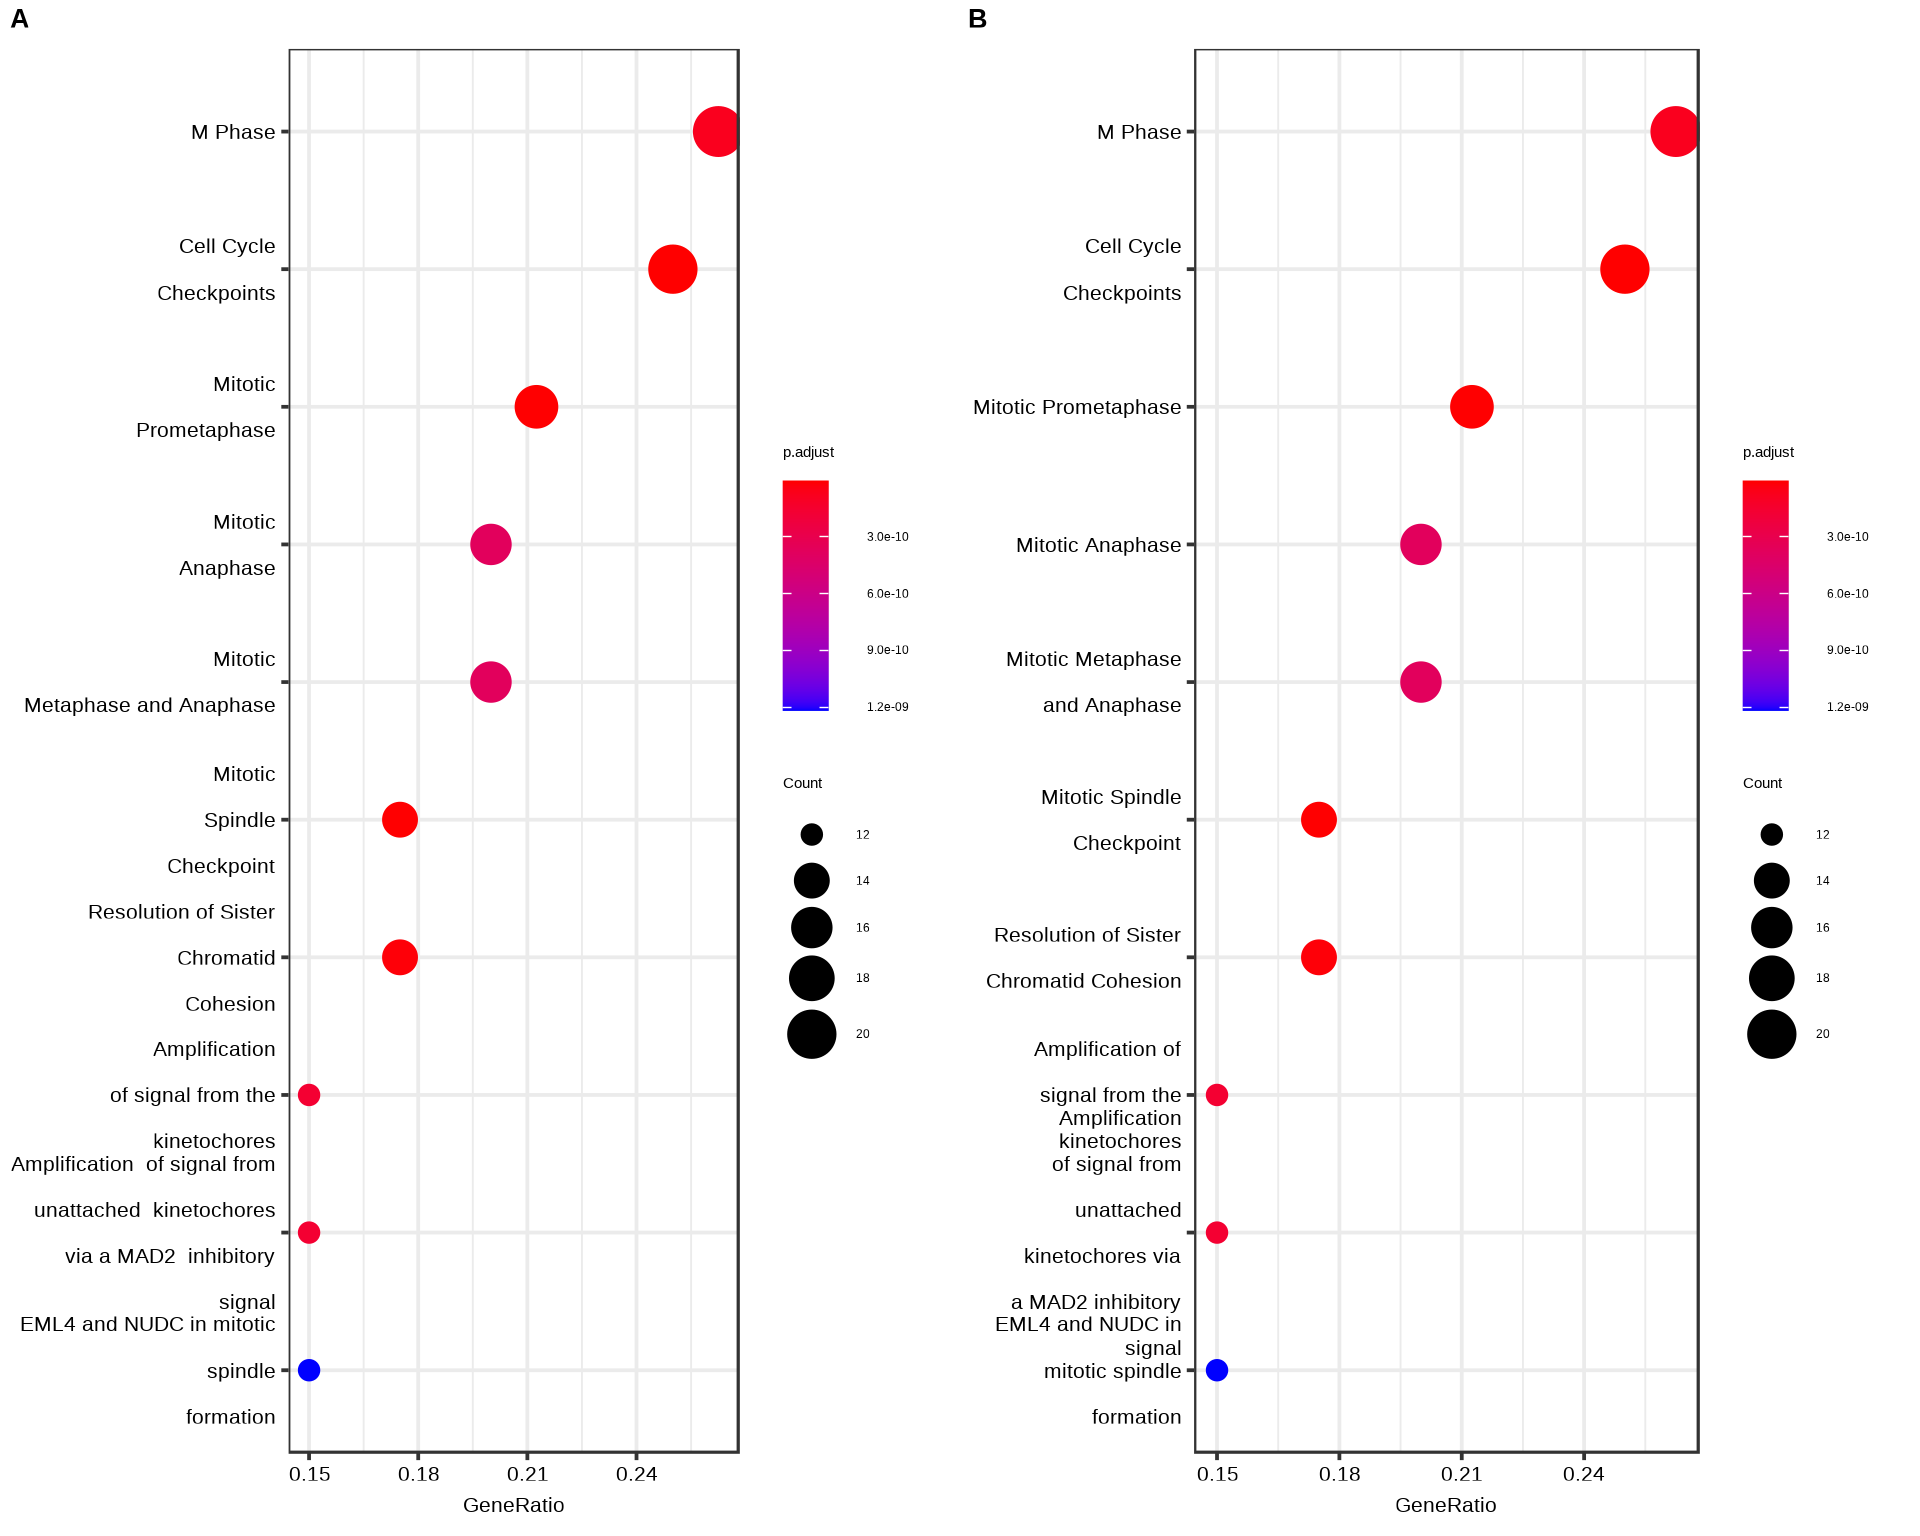 A
M Phase
Cell Cycle
Checkpoints
Mitotic
Prometaphase
Mitotic
Anaphase
Mitotic
Metaphase and Anaphase
Mitotic
Spindle
Checkpoint
Resolution of Sister
Chromatid
Cohesion
Amplification
of signal from the
kinetochores
Amplification  of signal from
unattached  kinetochores
via a MAD2  inhibitory
signal
EML4 and NUDC in mitotic
spindle
formation
0.15 0.18 0.21 0.24
GeneRatio
p.adjust
3.0e-10
6.0e-10
9.0e-10
1.2e-09
Count
12
14
16
18
20
B
M Phase
Cell Cycle
Checkpoints
Mitotic Prometaphase
Mitotic Anaphase
Mitotic Metaphase
and Anaphase
Mitotic Spindle
Checkpoint
Resolution of Sister
Chromatid Cohesion
Amplification of
signal from the
Amplification
kinetochores
of signal from
unattached
kinetochores via
a MAD2 inhibitory
EML4 and NUDC in
signal
mitotic spindle
formation
0.15 0.18 0.21 0.24
GeneRatio
p.adjust
3.0e-10
6.0e-10
9.0e-10
1.2e-09
Count
12
14
16
18
20